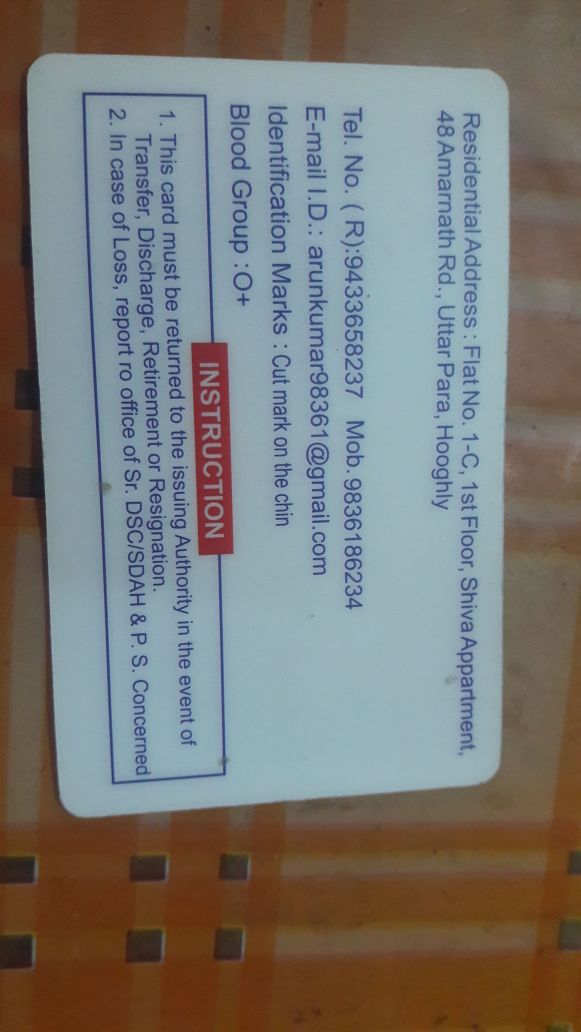 Residential Address : Flat No. 1-C, 1st Floor, Shiva Appartment,
48 Amarnath Rd., Uttar Para, Hooghly
Tel. No. ( R):9433658237 Mob. 9836186234
E-mail I.D.: arunkumar98361@gmail.com
Identification Marks : Cut mark on the chin
Blood Group :O+
INSTRUCTION
1. This card must be returned to the issuing Authority in the event of
Transfer, Discharge, Retirement or Resignation.
2. In case of Loss, report ro office of Sr. DSC/SDAH & P. S. Concerned